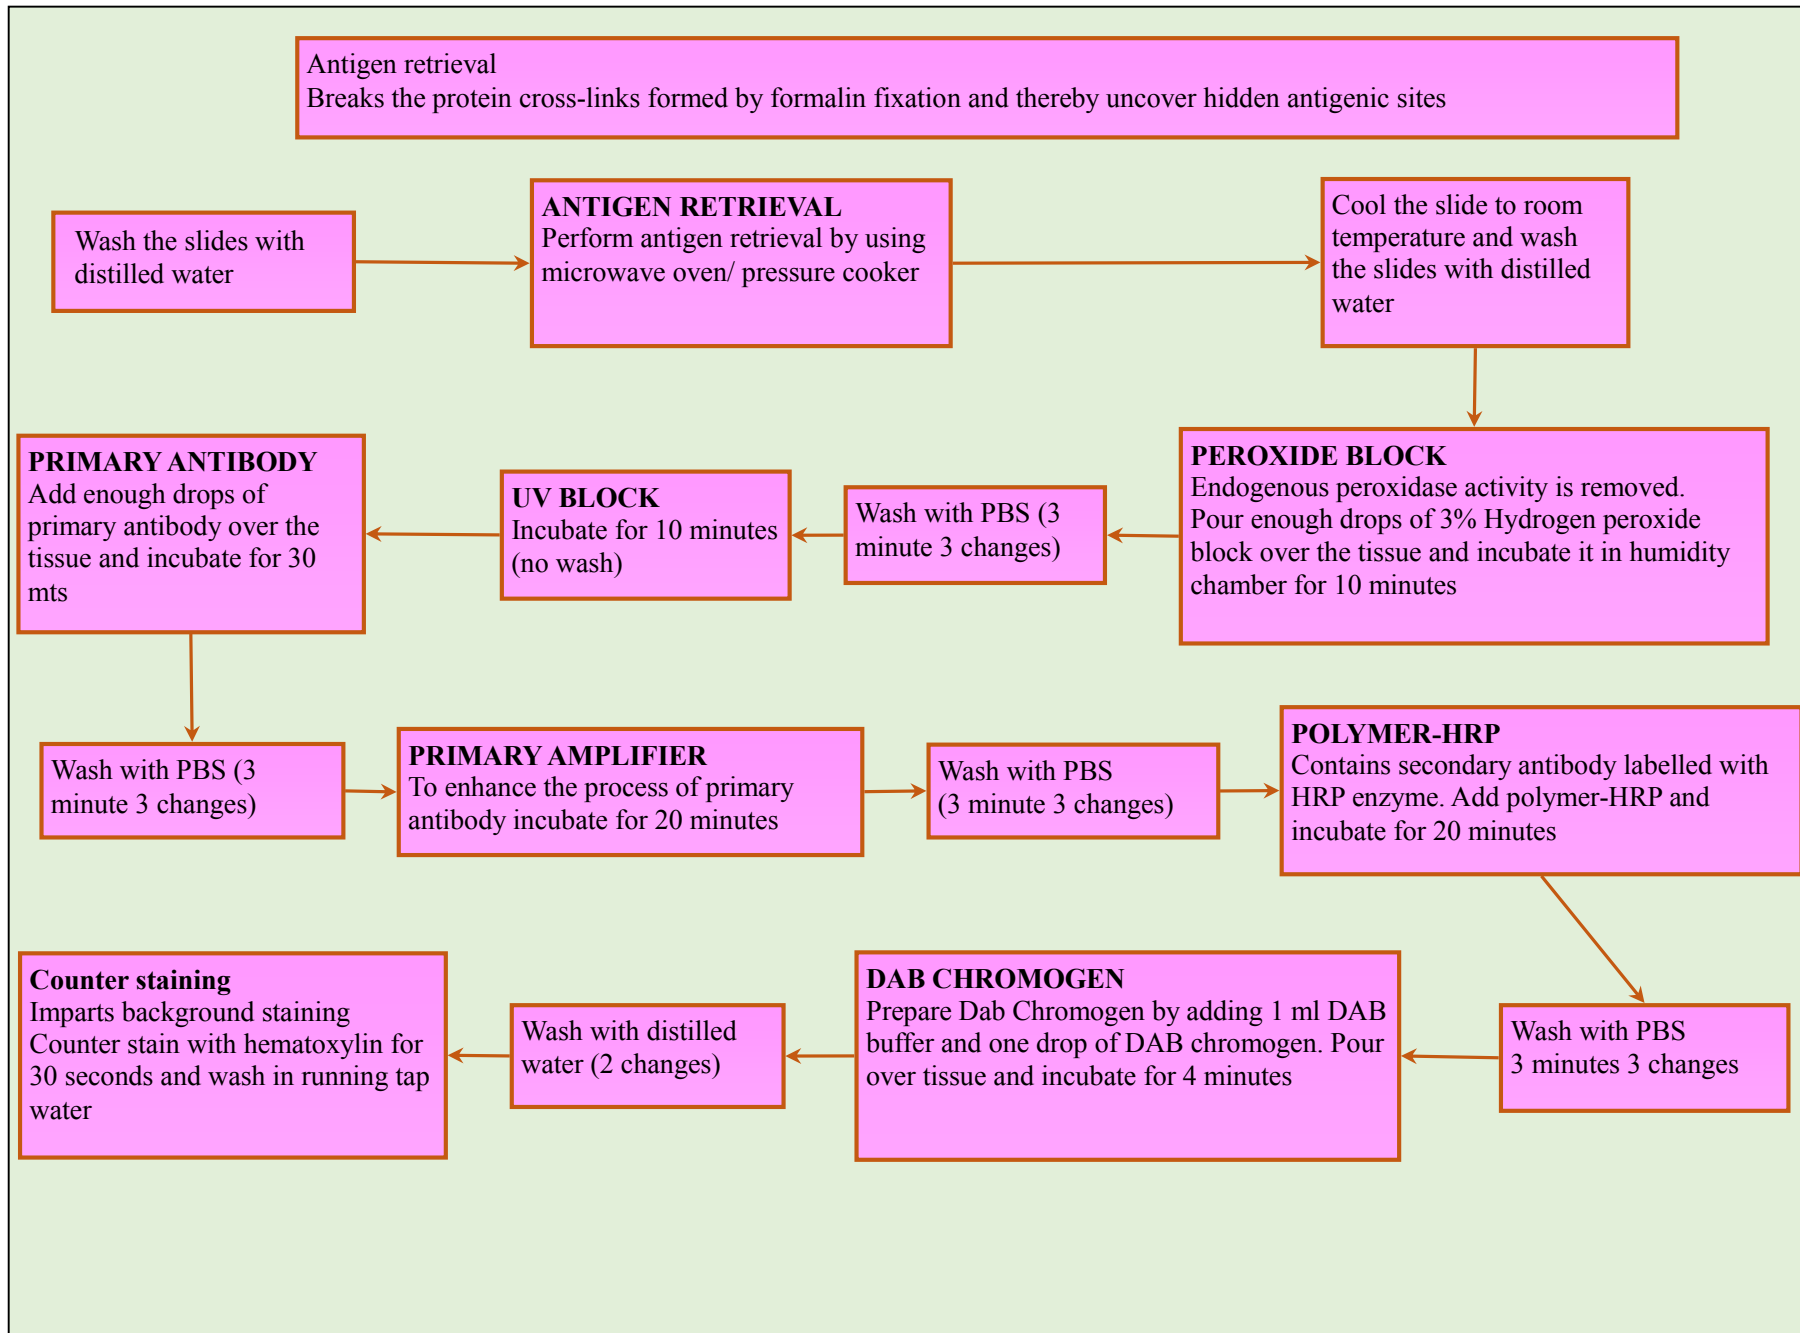 Antigen retrieval
Breaks the protein cross-links formed by formalin fixation and thereby uncover hidden antigenic sites
Wash the slides with
distilled water
ANTIGEN RETRIEVAL
Perform antigen retrieval by using
microwave oven/ pressure cooker
Cool the slide to room
temperature and wash
the slides with distilled
water
PEROXIDE BLOCK
Endogenous peroxidase activity is removed.
Pour enough drops of 3% Hydrogen peroxide
block over the tissue and incubate it in humidity
chamber for 10 minutes
Wash with PBS (3
minute 3 changes)
UV BLOCK
Incubate for 10 minutes
(no wash)
PRIMARY ANTIBODY
Add enough drops of
primary antibody over the
tissue and incubate for 30
mts
Wash with PBS (3
minute 3 changes)
PRIMARY AMPLIFIER
To enhance the process of primary
antibody incubate for 20 minutes
Wash with PBS
(3 minute 3 changes)
POLYMER-HRP
Contains secondary antibody labelled with
HRP enzyme. Add polymer-HRP and
incubate for 20 minutes
Wash with PBS
3 minutes 3 changes
DAB CHROMOGEN
Prepare Dab Chromogen by adding 1 ml DAB
buffer and one drop of DAB chromogen. Pour
over tissue and incubate for 4 minutes
Wash with distilled
water (2 changes)
Counter staining
Imparts background staining
Counter stain with hematoxylin for
30 seconds and wash in running tap
water